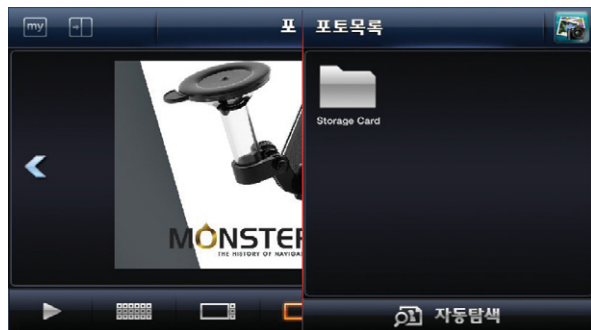 my
포 포토목록
Storage Card
MONSTER
THE HISTORY OF NAVIGA
자동탐색